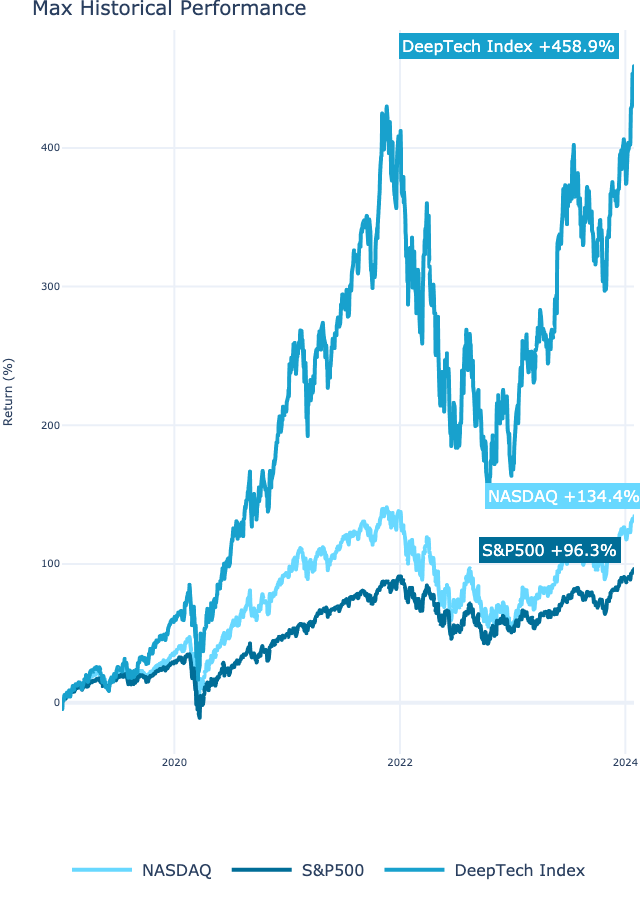 Max Historical Performance
DeepTech Index +458.9%
400
300
Return (%)
200
NASDAQ +134.4%
S&P500 +96.3%
100
0
2020
2022
2024
NASDAQ
S&P500
DeepTech Index